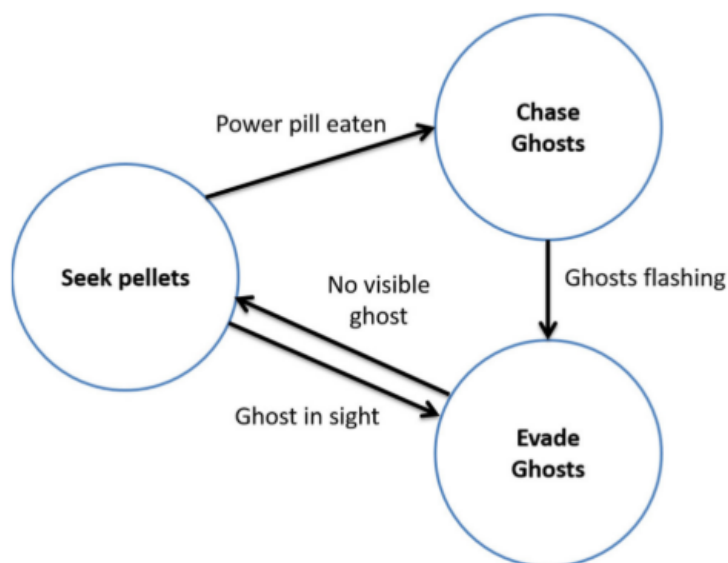 Chase
Ghosts
Power pill eaten
Seek pellets
No visible
ghost
Ghosts flashing
Ghost in sight
Evade
Ghosts